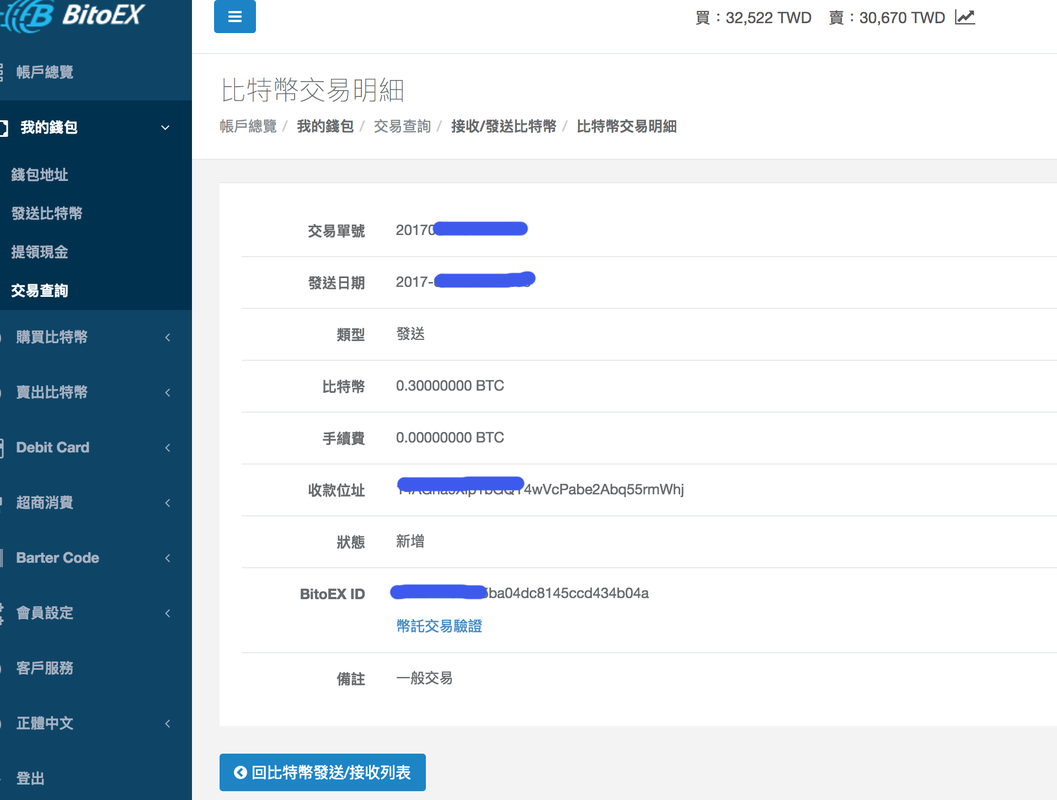 BitoEX
買：32,522 TWD 賣：30,670 TWD
帳戶總覽
我的錢包
錢包地址
發送比特幣
提領現金
交易查詢
購買比特幣
賣出比特幣
Debit Card
超商消費
Barter Code
會員設定
客戶服務
正體中文
登出
比特幣交易明細
帳戶總覽 / 我的錢包 / 交易查詢 / 接收/發送比特幣 / 比特幣交易明細
交易單號 20170
發送日期 2017-
類型 發送
比特幣 0.30000000 BTC
手續費 0.00000000 BTC
收款位址 4wVcPabe2Abq55rmWhj
狀態 新增
BitoEX ID ba04dc8145ccd434b04a
幣託交易驗證
備註 一般交易
回比特幣發送/接收列表